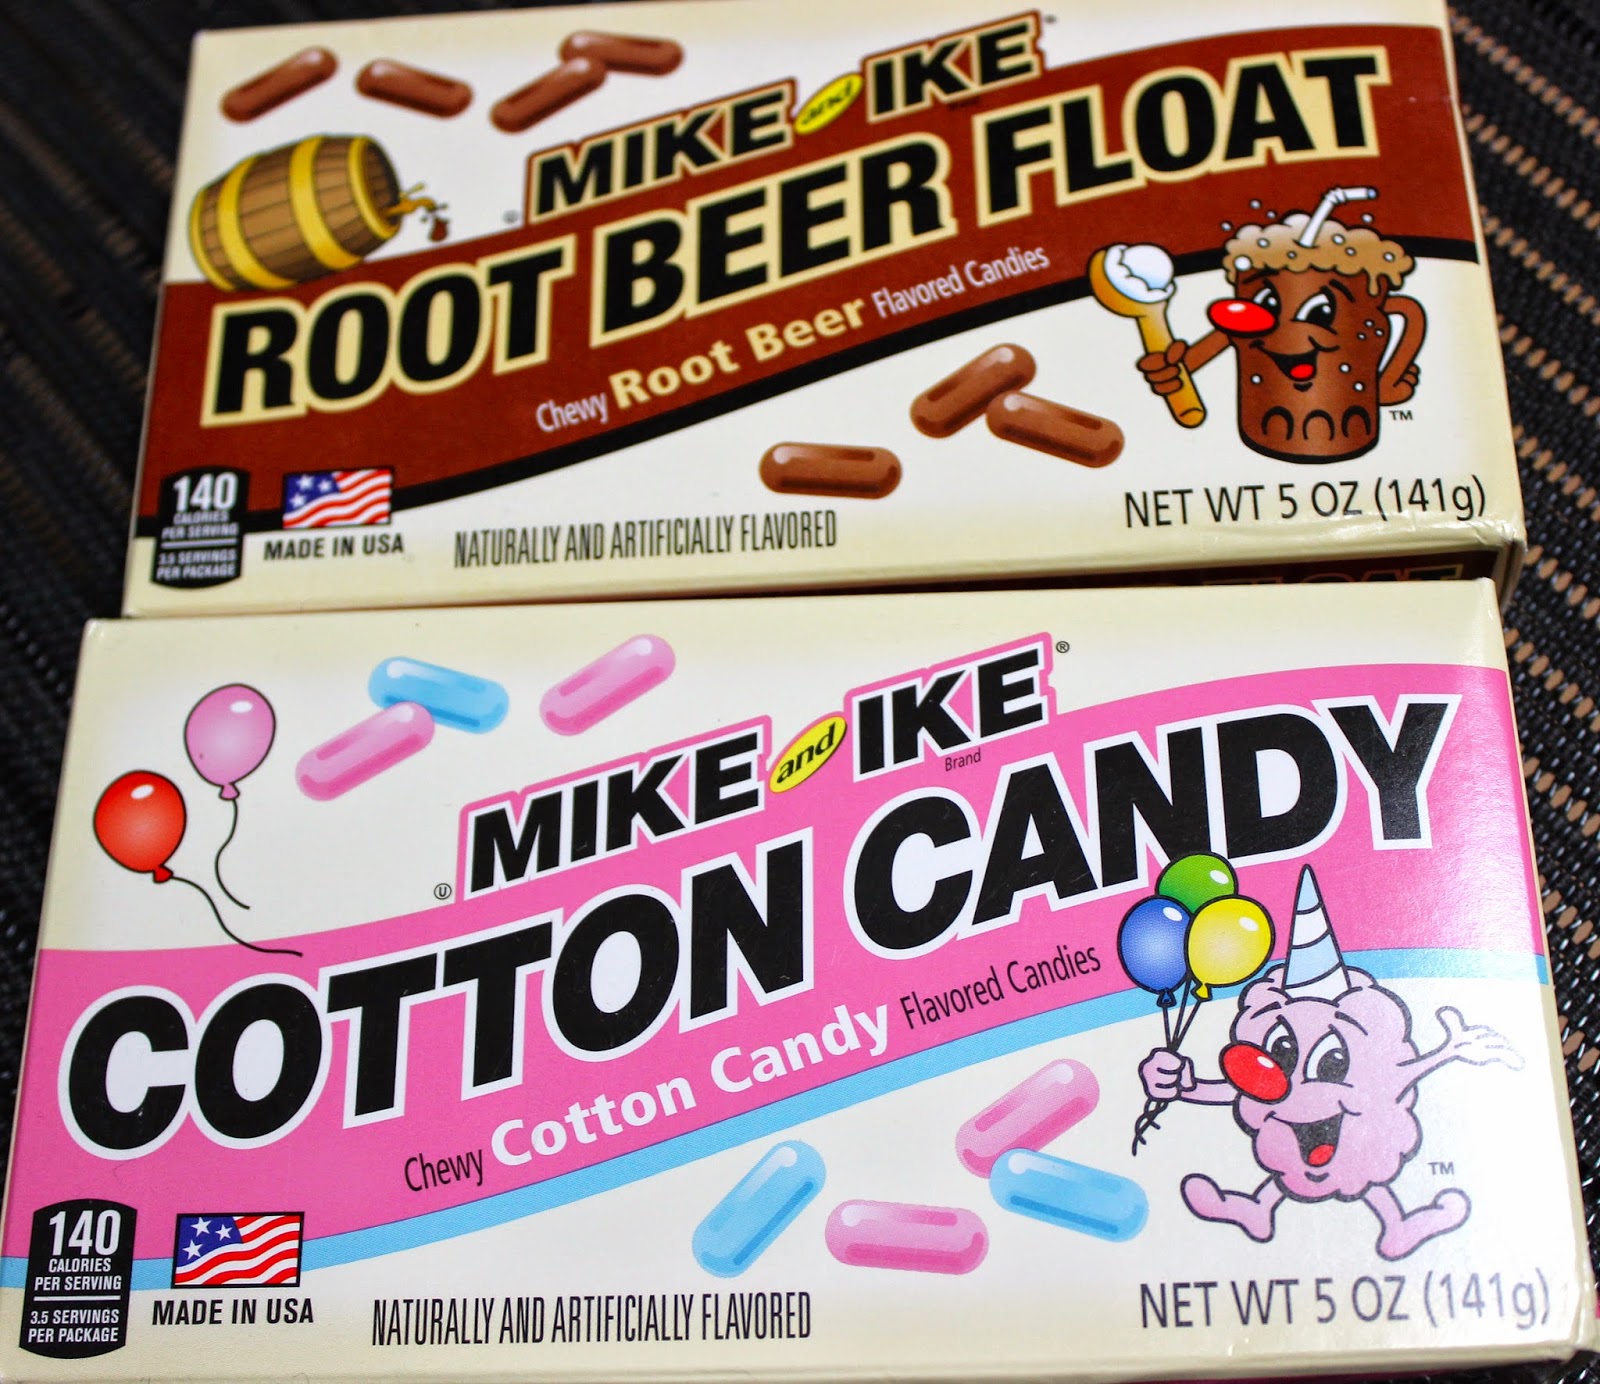 MIKE and IKE
ROOT BEER FLOAT
Chewy Root Beer Flavored Candies
™
140
CALORIES
PER SERVING
3.5 SERVINGS
PER PACKAGE
MADE IN USA
NATURALLY AND ARTIFICIALLY FLAVORED
NET WT 5 OZ (141g)
MIKE and IKE®
Brand
Ⓤ
COTTON CANDY
Chewy Cotton Candy Flavored Candies
™
140
CALORIES
PER SERVING
3.5 SERVINGS
PER PACKAGE
MADE IN USA
NATURALLY AND ARTIFICIALLY FLAVORED
NET WT 5 OZ (141g)